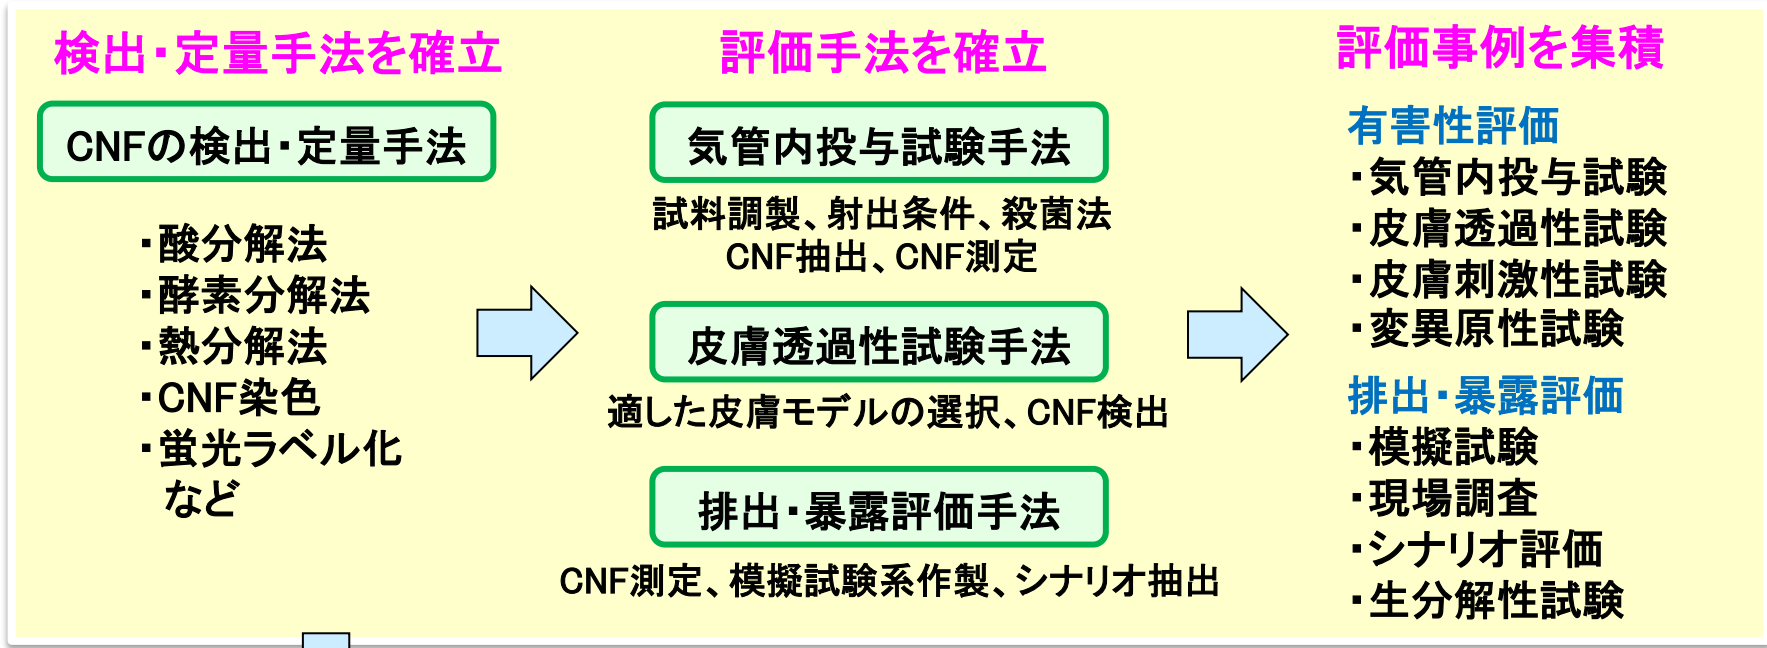 検出・定量手法を確立
CNFの検出・定量手法
・酸分解法
・酵素分解法
・熱分解法
・CNF染色
・蛍光ラベル化
など
評価手法を確立
気管内投与試験手法
試料調製、射出条件、殺菌法
CNF抽出、CNF測定
皮膚透過性試験手法
適した皮膚モデルの選択、CNF検出
排出・暴露評価手法
CNF測定、模擬試験系作製、シナリオ抽出
評価事例を集積
有害性評価
・気管内投与試験
・皮膚透過性試験
・皮膚刺激性試験
・変異原性試験
排出・暴露評価
・模擬試験
・現場調査
・シナリオ評価
・生分解性試験